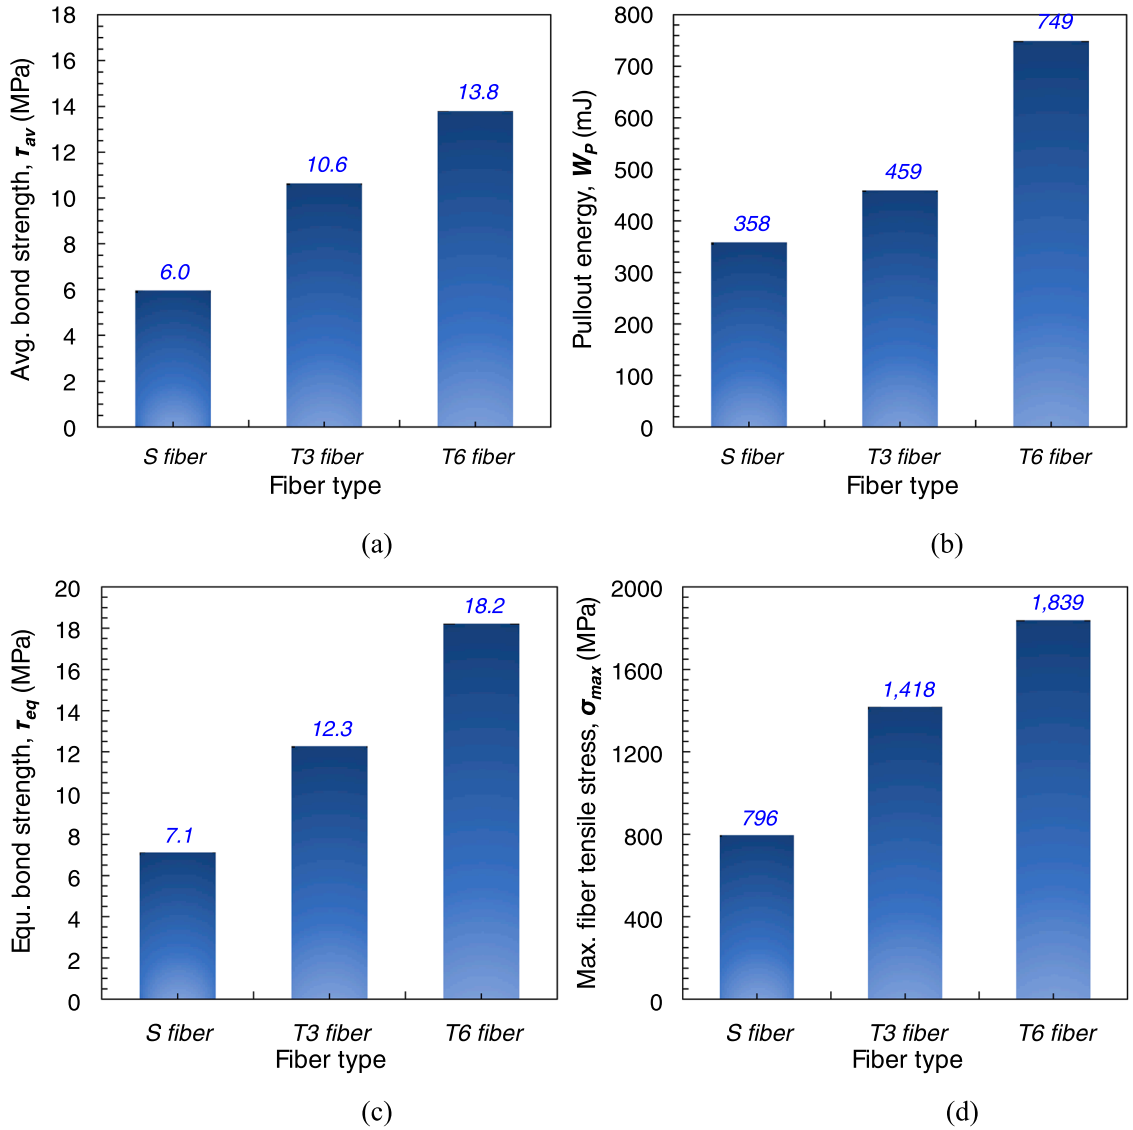 Avg. bond strength, τav (MPa)
18
16
14
12
10
8
6
4
2
0
6.0
10.6
13.8
S fiber
T3 fiber
T6 fiber
Fiber type
(a)
Pullout energy, WP (mJ)
800
700
600
500
400
300
200
100
0
358
459
749
S fiber
T3 fiber
T6 fiber
Fiber type
(b)
Equ. bond strength, τeq (MPa)
20
18
16
14
12
10
8
6
4
2
0
7.1
12.3
18.2
S fiber
T3 fiber
T6 fiber
Fiber type
(c)
Max. fiber tensile stress, σmax (MPa)
2000
1600
1200
800
400
0
796
1,418
1,839
S fiber
T3 fiber
T6 fiber
Fiber type
(d)